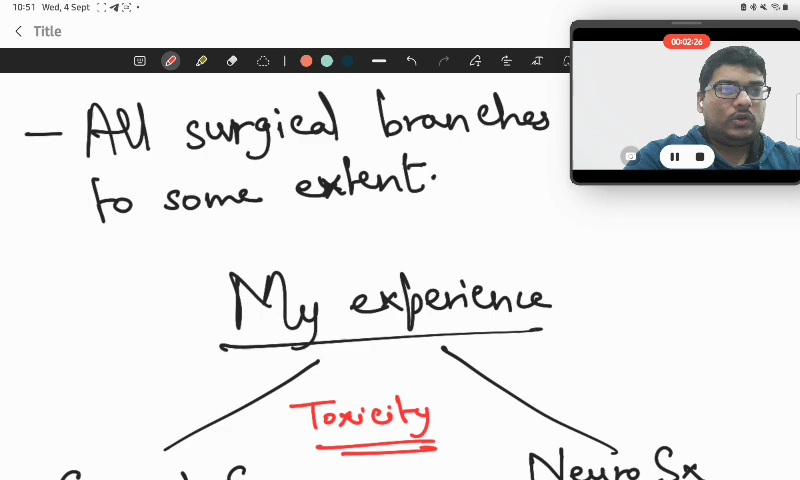 10:51 Wed, 4 Sept
Title
00:02:26
— All surgical branches
to some extent.
My experience
Toxicity
Neuro Sx